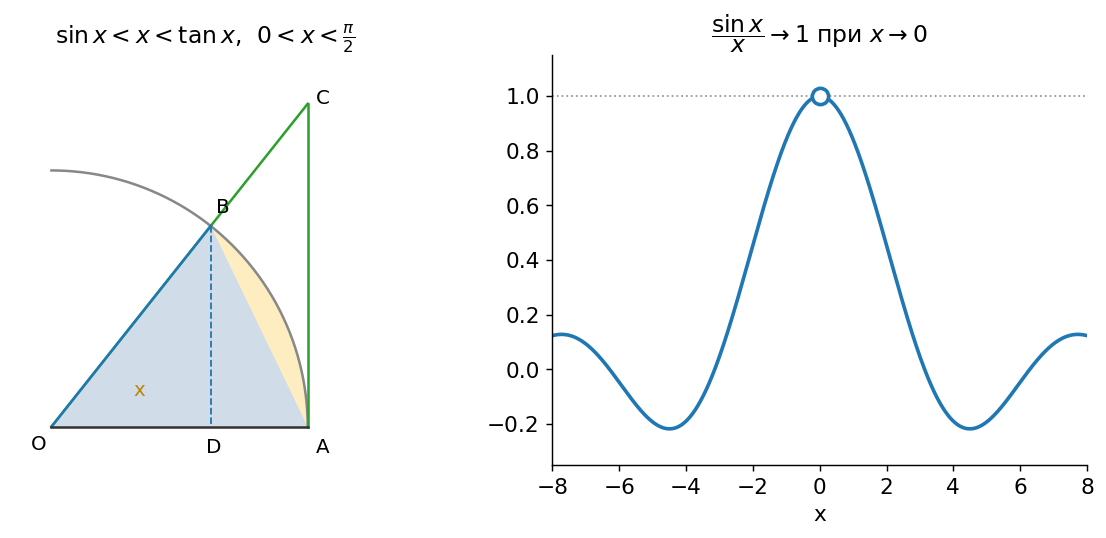 sin x < x < tan x, 0 < x < π/2
C
B
x
O
D
A
sin x / x → 1 при x → 0
1.0
0.8
0.6
0.4
0.2
0.0
−0.2
−8 −6 −4 −2 0 2 4 6 8
x